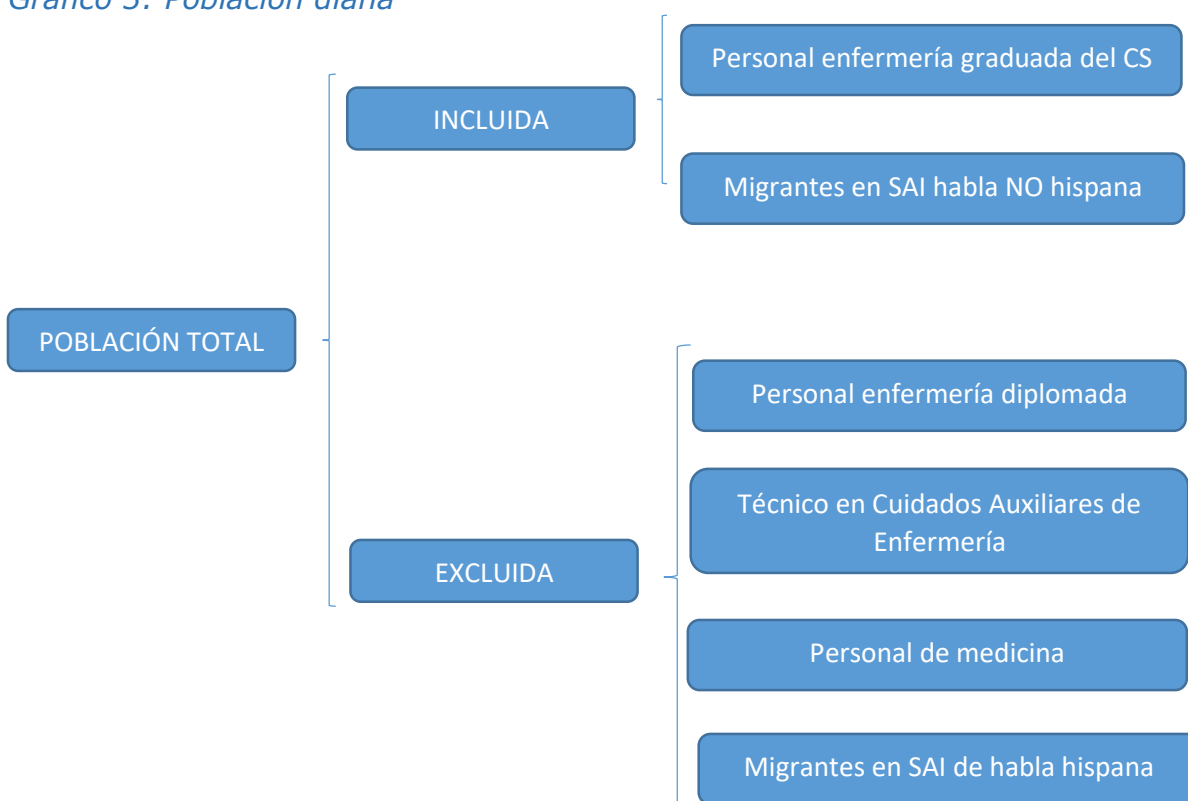 Gráfico 3: Población diana
Personal enfermería graduada del CS
INCLUIDA
Migrantes en SAI habla NO hispana
POBLACIÓN TOTAL
Personal enfermería diplomada
Técnico en Cuidados Auxiliares de
Enfermería
EXCLUIDA
Personal de medicina
Migrantes en SAI de habla hispana